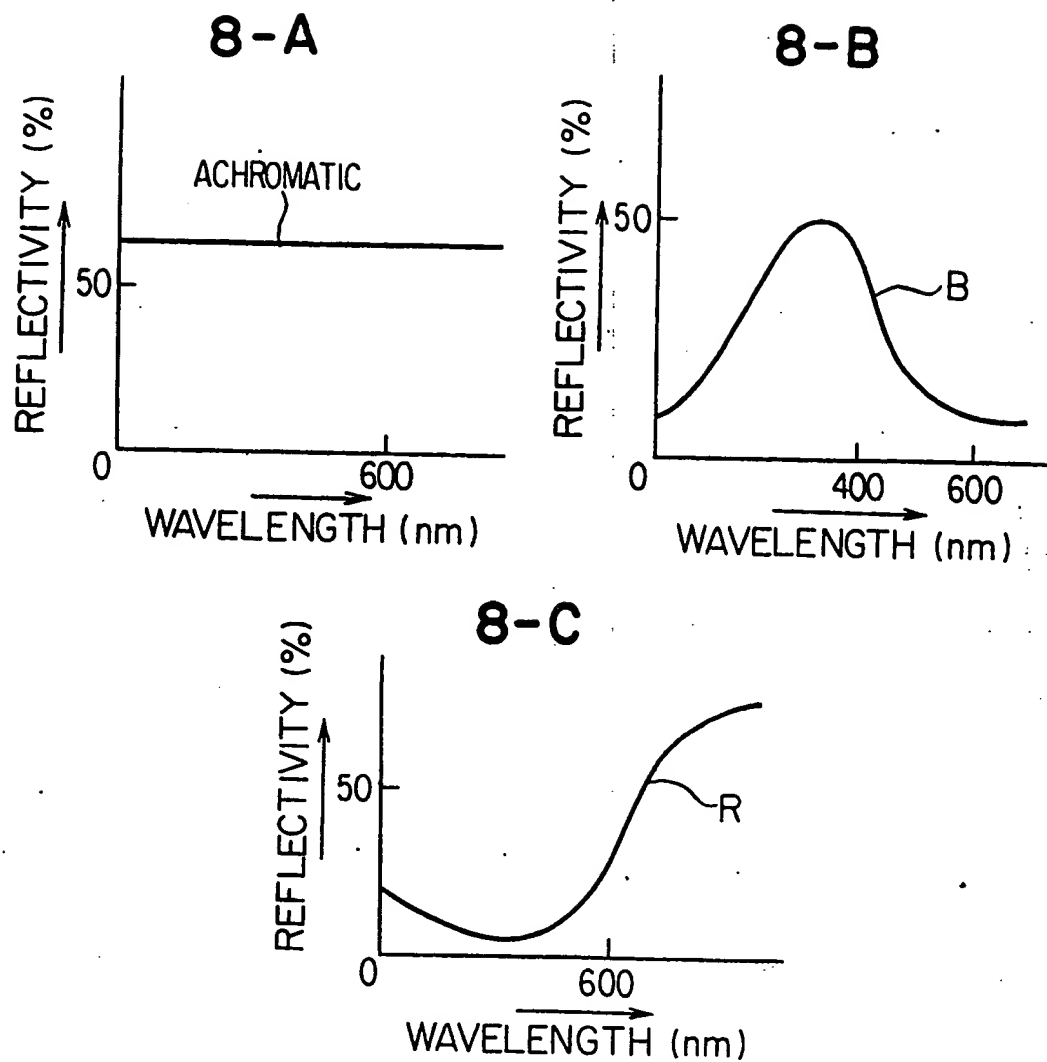 8-A
REFLECTIVITY (%)
ACHROMATIC
50
0
600
WAVELENGTH (nm)
8-B
REFLECTIVITY (%)
50
B
0
400
600
WAVELENGTH (nm)
8-C
REFLECTIVITY (%)
50
R
0
600
WAVELENGTH (nm)